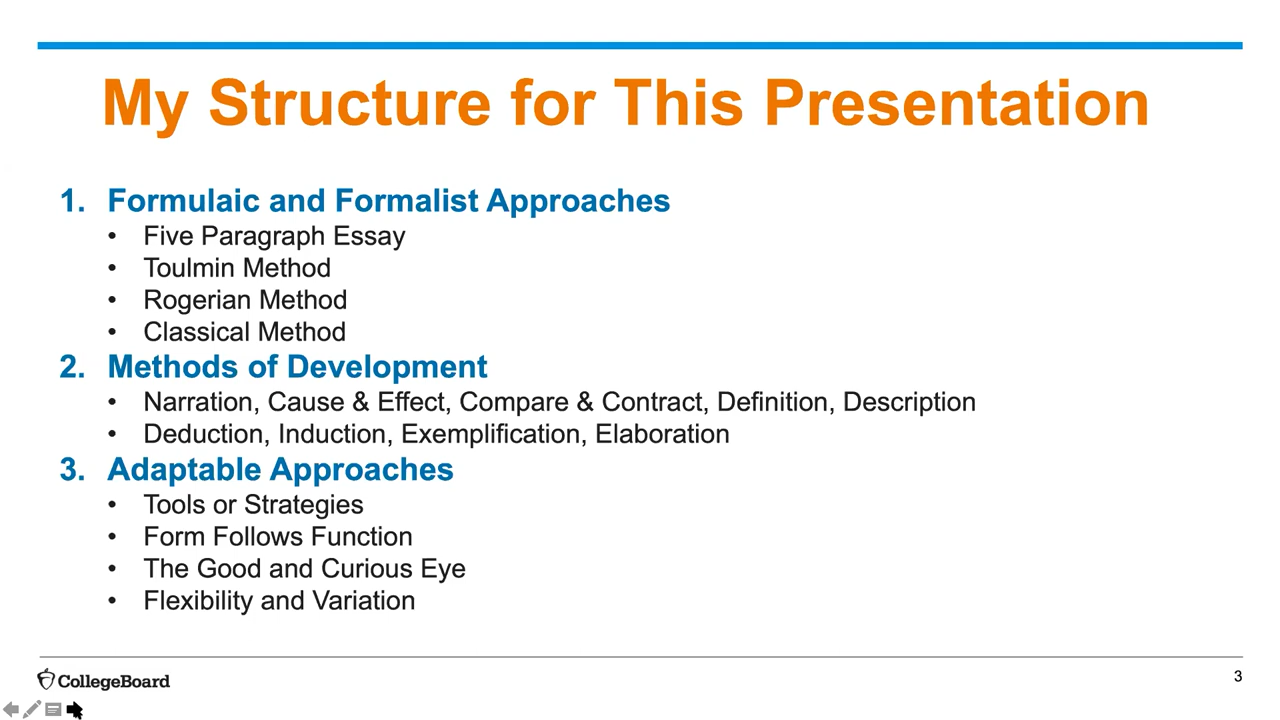 My Structure for This Presentation
1. Formulaic and Formalist Approaches
• Five Paragraph Essay
• Toulmin Method
• Rogerian Method
• Classical Method
2. Methods of Development
• Narration, Cause & Effect, Compare & Contract, Definition, Description
• Deduction, Induction, Exemplification, Elaboration
3. Adaptable Approaches
• Tools or Strategies
• Form Follows Function
• The Good and Curious Eye
• Flexibility and Variation
CollegeBoard
3